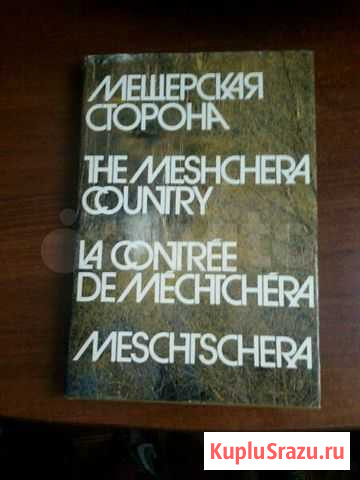 МЕЩЕРСКАЯ
СТОРОНА
THE MESHCHERA
COUNTRY
LA CONTRÉE
DE MÉCHTCHÉRA
MESCHTSCHERA
KupluSrazu.ru